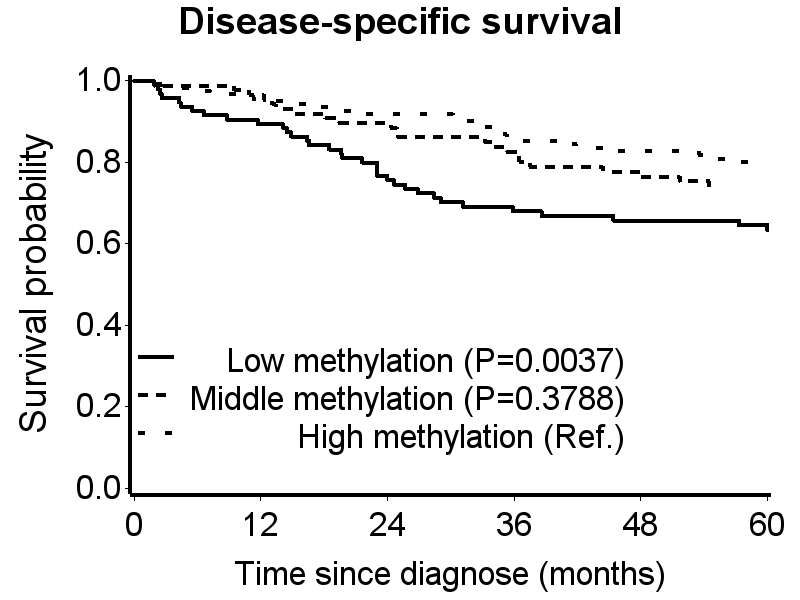 Disease-specific survival
Survival probability
1.0
0.8
0.6
0.4
0.2
0.0
Low methylation (P=0.0037)
Middle methylation (P=0.3788)
High methylation (Ref.)
0 12 24 36 48 60
Time since diagnose (months)